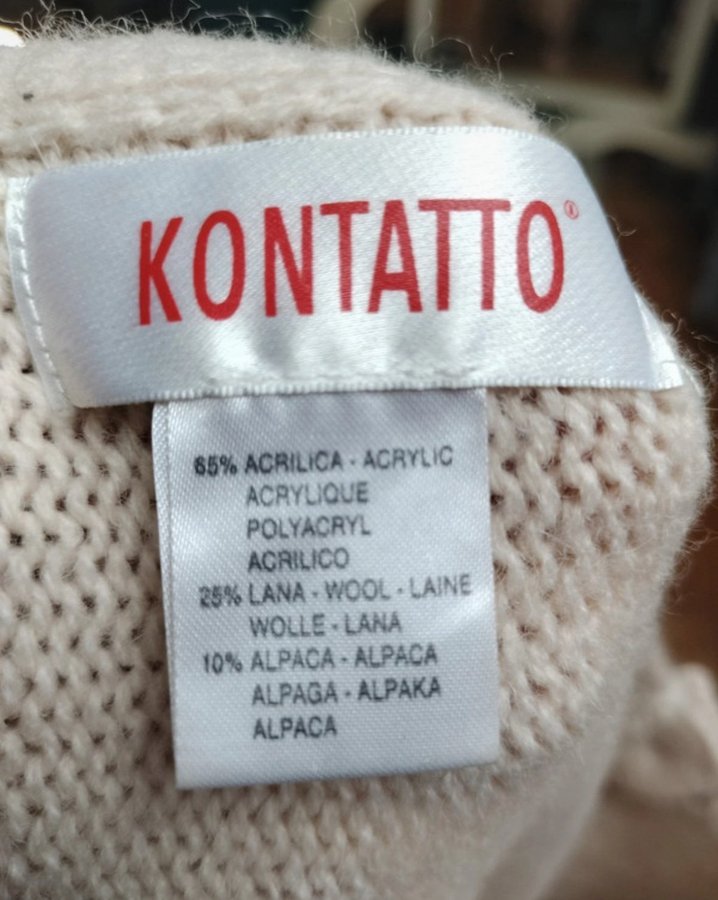 KONTATTO®
65% ACRILICA - ACRYLIC
ACRYLIQUE
POLYACRYL
ACRILICO
25% LANA - WOOL - LAINE
WOLLE - LANA
10% ALPACA - ALPACA
ALPAGA - ALPAKA
ALPACA